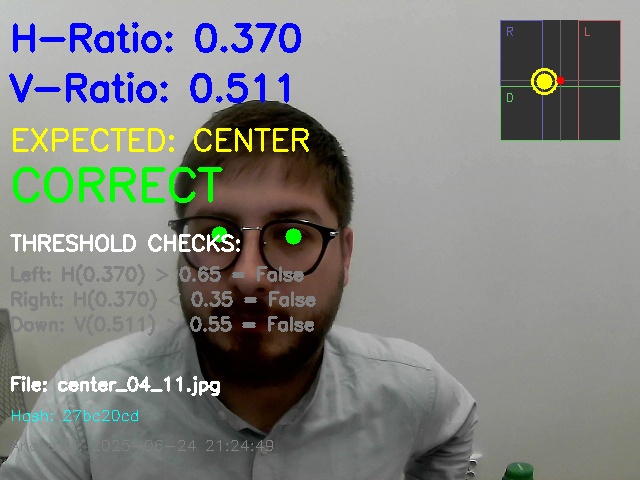 H-Ratio: 0.370
V-Ratio: 0.511
EXPECTED: CENTER
CORRECT
THRESHOLD CHECKS:
Left: H(0.370) > 0.65 = False
Right: H(0.370) < 0.35 = False
Down: V(0.511) > 0.55 = False
File: center_04_11.jpg
Hash: 27bc20cd
2025-06-24 21:24:49
R
L
D